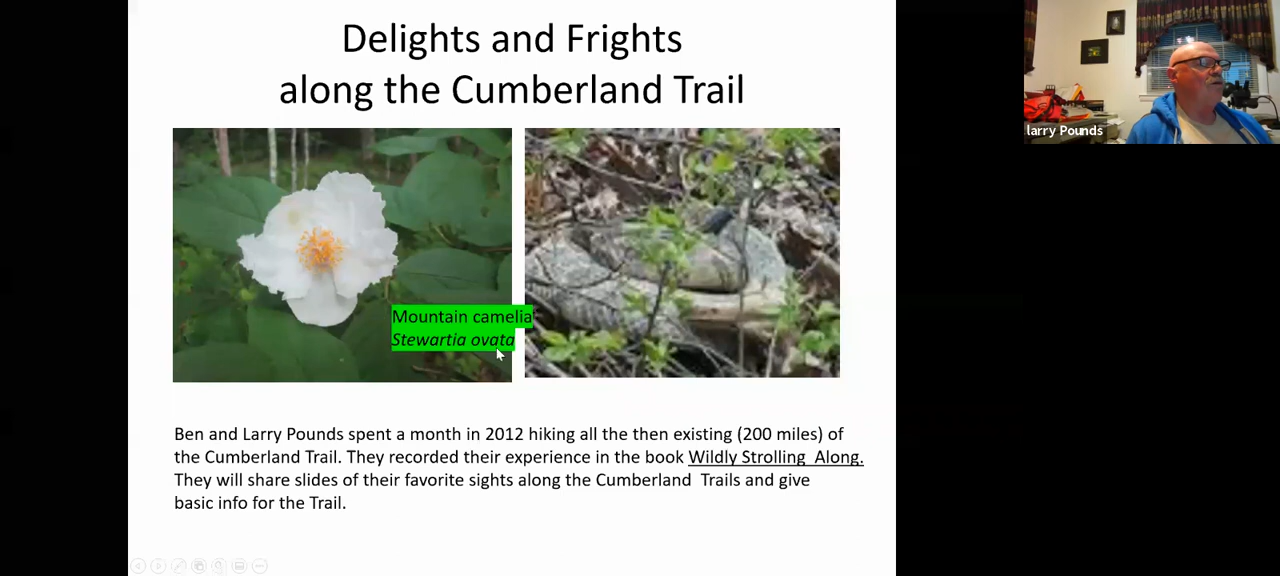 Delights and Frights
along the Cumberland Trail
larry Pounds
Mountain camelia
Stewartia ovata
Ben and Larry Pounds spent a month in 2012 hiking all the then existing (200 miles) of
the Cumberland Trail. They recorded their experience in the book Wildly Strolling  Along.
They will share slides of their favorite sights along the Cumberland  Trails and give
basic info for the Trail.